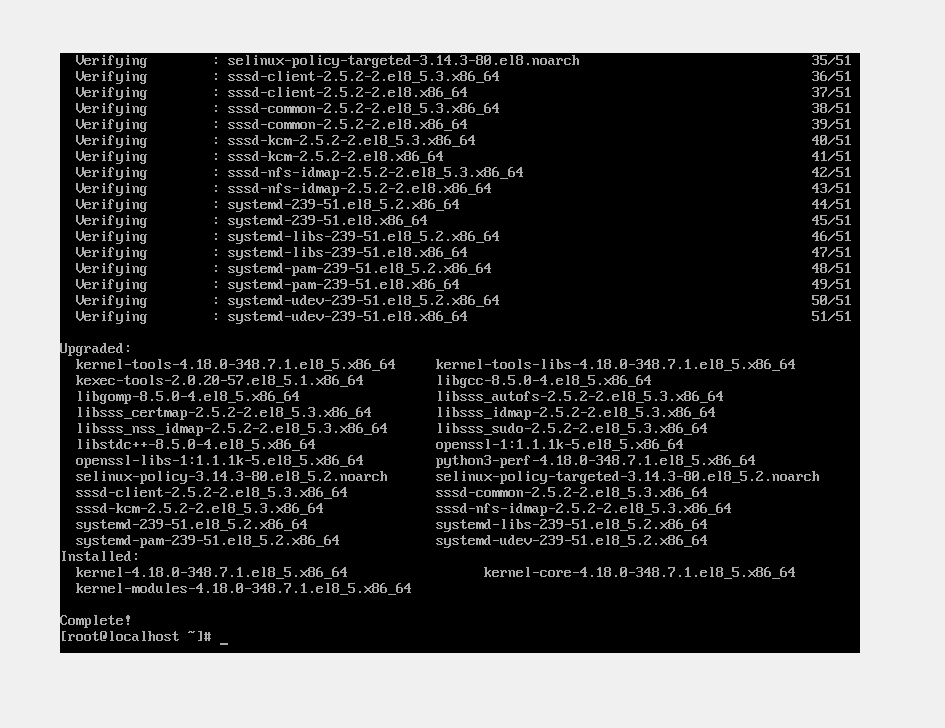 Verifying : selinux-policy-targeted-3.14.3-80.el8.noarch 35/51
Verifying : sssd-client-2.5.2-2.el8_5.3.x86_64 36/51
Verifying : sssd-client-2.5.2-2.el8.x86_64 37/51
Verifying : sssd-common-2.5.2-2.el8_5.3.x86_64 38/51
Verifying : sssd-common-2.5.2-2.el8.x86_64 39/51
Verifying : sssd-kcm-2.5.2-2.el8_5.3.x86_64 40/51
Verifying : sssd-kcm-2.5.2-2.el8.x86_64 41/51
Verifying : sssd-nfs-idmap-2.5.2-2.el8_5.3.x86_64 42/51
Verifying : sssd-nfs-idmap-2.5.2-2.el8.x86_64 43/51
Verifying : systemd-239-51.el8_5.2.x86_64 44/51
Verifying : systemd-239-51.el8.x86_64 45/51
Verifying : systemd-libs-239-51.el8_5.2.x86_64 46/51
Verifying : systemd-libs-239-51.el8.x86_64 47/51
Verifying : systemd-pam-239-51.el8_5.2.x86_64 48/51
Verifying : systemd-pam-239-51.el8.x86_64 49/51
Verifying : systemd-udev-239-51.el8_5.2.x86_64 50/51
Verifying : systemd-udev-239-51.el8.x86_64 51/51
Upgraded:
kernel-tools-4.18.0-348.7.1.el8_5.x86_64 kernel-tools-libs-4.18.0-348.7.1.el8_5.x86_64
kexec-tools-2.0.20-57.el8_5.1.x86_64 libgcc-8.5.0-4.el8_5.x86_64
libgomp-8.5.0-4.el8_5.x86_64 libsss_autofs-2.5.2-2.el8_5.3.x86_64
libsss_certmap-2.5.2-2.el8_5.3.x86_64 libsss_idmap-2.5.2-2.el8_5.3.x86_64
libsss_nss_idmap-2.5.2-2.el8_5.3.x86_64 libsss_sudo-2.5.2-2.el8_5.3.x86_64
libstdc++-8.5.0-4.el8_5.x86_64 openssl-1:1.1.1k-5.el8_5.x86_64
openssl-libs-1:1.1.1k-5.el8_5.x86_64 python3-perf-4.18.0-348.7.1.el8_5.x86_64
selinux-policy-3.14.3-80.el8_5.2.noarch selinux-policy-targeted-3.14.3-80.el8_5.2.noarch
sssd-client-2.5.2-2.el8_5.3.x86_64 sssd-common-2.5.2-2.el8_5.3.x86_64
sssd-kcm-2.5.2-2.el8_5.3.x86_64 sssd-nfs-idmap-2.5.2-2.el8_5.3.x86_64
systemd-239-51.el8_5.2.x86_64 systemd-libs-239-51.el8_5.2.x86_64
systemd-pam-239-51.el8_5.2.x86_64 systemd-udev-239-51.el8_5.2.x86_64
Installed:
kernel-4.18.0-348.7.1.el8_5.x86_64 kernel-core-4.18.0-348.7.1.el8_5.x86_64
kernel-modules-4.18.0-348.7.1.el8_5.x86_64
Complete!
[root@localhost ~]# _